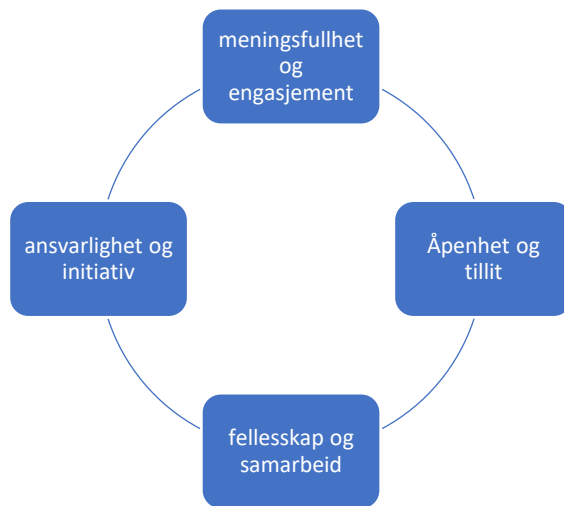 meningsfullhet
og
engasjement
ansvarlighet og
initiativ
Åpenhet og
tillit
fellesskap og
samarbeid